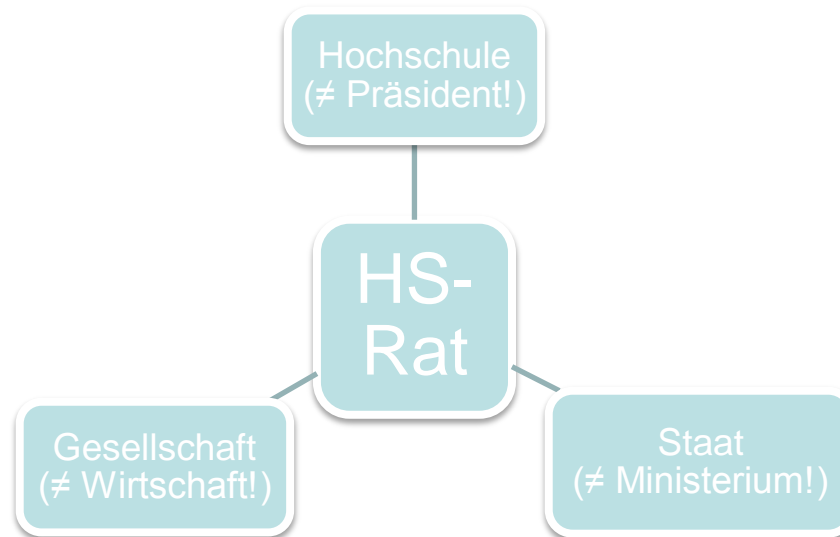 Hochschule
(≠ Präsident!)
HS-
Rat
Gesellschaft
(≠ Wirtschaft!)
Staat
(≠ Ministerium!)